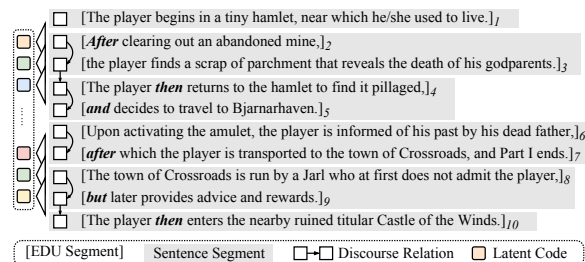 [The player begins in a tiny hamlet, near which he/she used to live.]1
[After clearing out an abandoned mine,]2
[the player finds a scrap of parchment that reveals the death of his godparents.]3
[The player then returns to the hamlet to find it pillaged,]4
[and decides to travel to Bjarnarhaven.]5
[Upon activating the amulet, the player is informed of his past by his dead father,]6
[after which the player is transported to the town of Crossroads, and Part I ends.]7
[The town of Crossroads is run by a Jarl who at first does not admit the player,]8
[but later provides advice and rewards.]9
[The player then enters the nearby ruined titular Castle of the Winds.]10
[EDU Segment] Sentence Segment Discourse Relation Latent Code